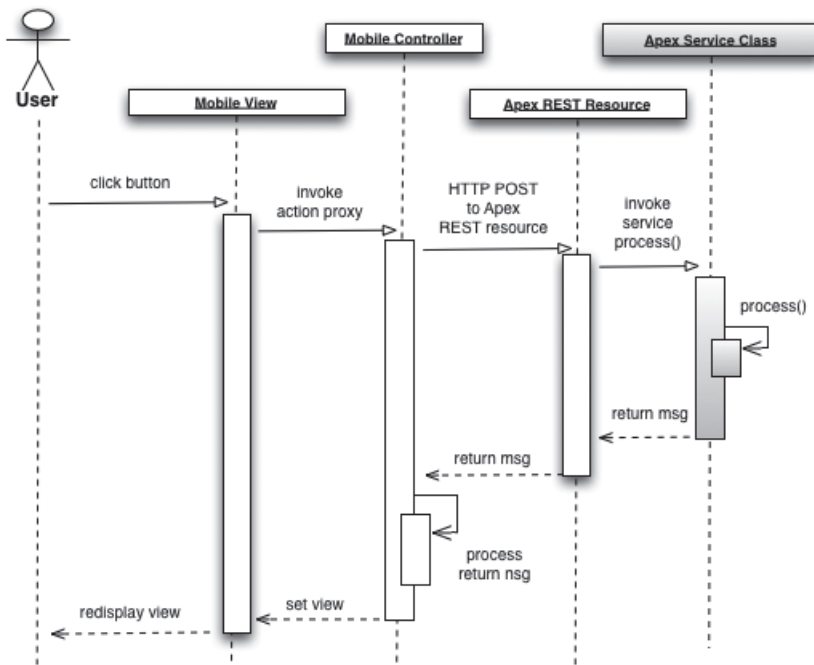 Mobile Controller
Apex Service Class
User
Mobile View
Apex REST Resource
click button
invoke
action proxy
HTTP POST
to Apex
REST resource
invoke
service
process()
process()
return msg
return msg
process
return nsg
set view
redisplay view